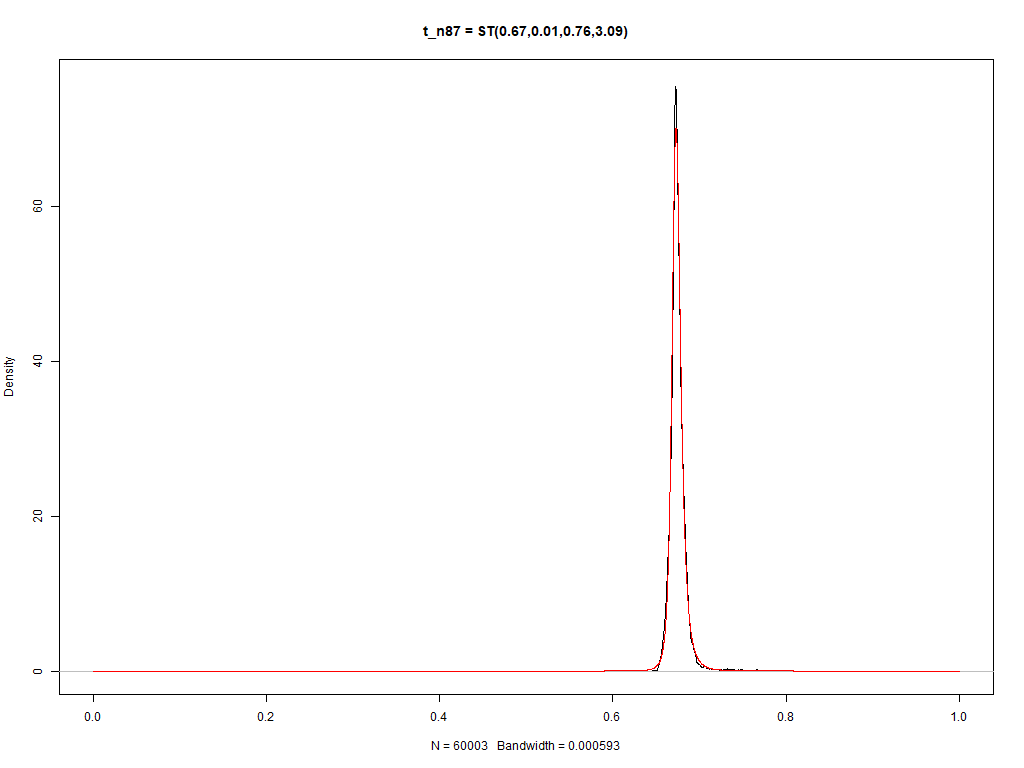 t_n87 = ST(0.67,0.01,0.76,3.09)
Density
60
40
20
0
0.0 0.2 0.4 0.6 0.8 1.0
N = 60003 Bandwidth = 0.000593